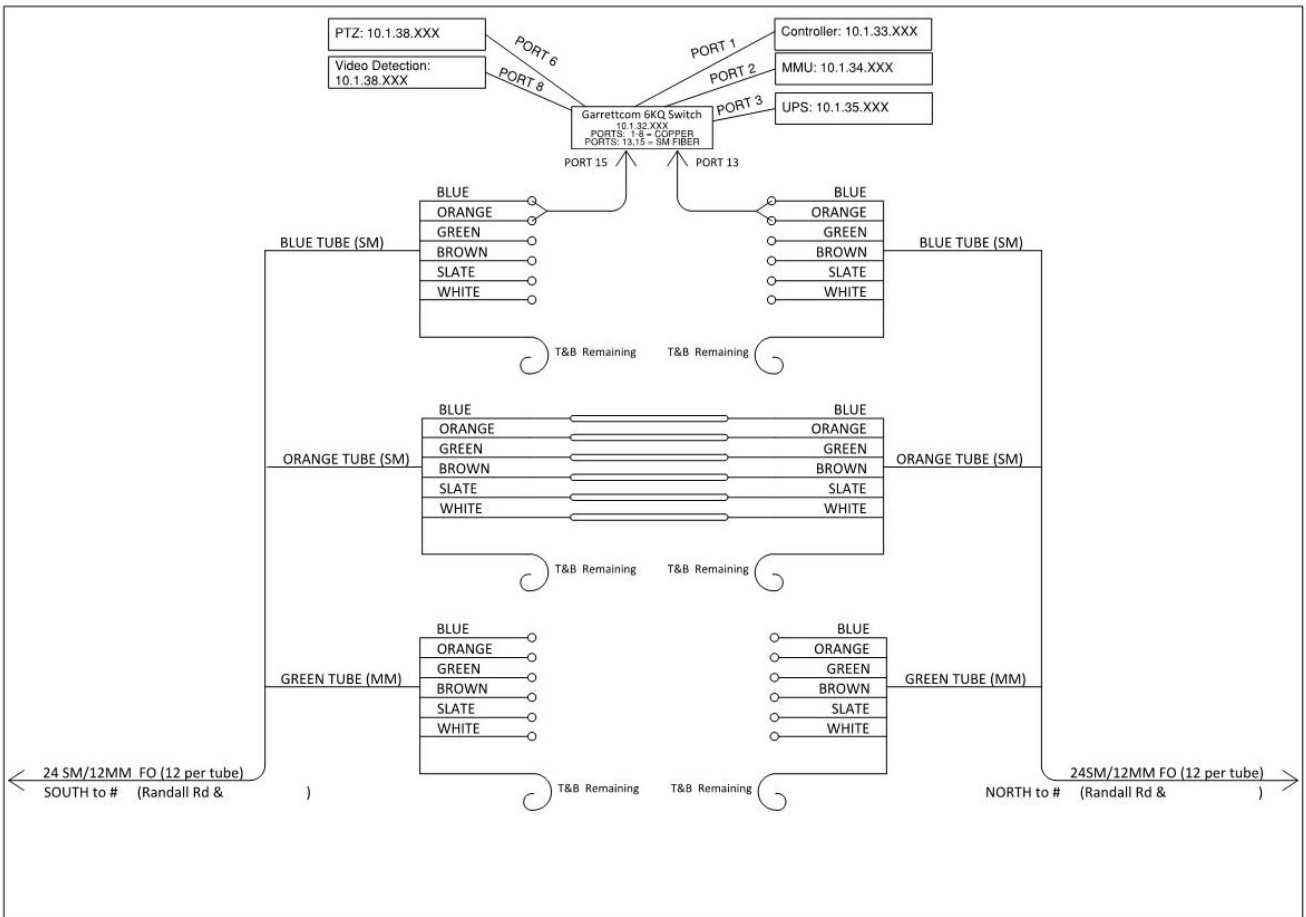 PTZ: 10.1.38.XXX
PORT 6
PORT 1
Controller: 10.1.33.XXX
Video Detection:
10.1.38.XXX
PORT 8
PORT 2
MMU: 10.1.34.XXX
PORT 3
UPS: 10.1.35.XXX
Garrettcom 6KQ Switch
10.1.32.XXX
PORTS: 1-8 = COPPER
PORTS: 13,15 = SM FIBER
PORT 15
PORT 13
BLUE TUBE (SM)
BLUE
ORANGE
GREEN
BROWN
SLATE
WHITE
T&B Remaining
BLUE
ORANGE
GREEN
BROWN
SLATE
WHITE
BLUE TUBE (SM)
T&B Remaining
ORANGE TUBE (SM)
BLUE
ORANGE
GREEN
BROWN
SLATE
WHITE
T&B Remaining
BLUE
ORANGE
GREEN
BROWN
SLATE
WHITE
ORANGE TUBE (SM)
T&B Remaining
GREEN TUBE (MM)
BLUE
ORANGE
GREEN
BROWN
SLATE
WHITE
T&B Remaining
BLUE
ORANGE
GREEN
BROWN
SLATE
WHITE
GREEN TUBE (MM)
T&B Remaining
24 SM/12MM FO (12 per tube)
SOUTH to # (Randall Rd & )
24SM/12MM FO (12 per tube)
NORTH to # (Randall Rd & )